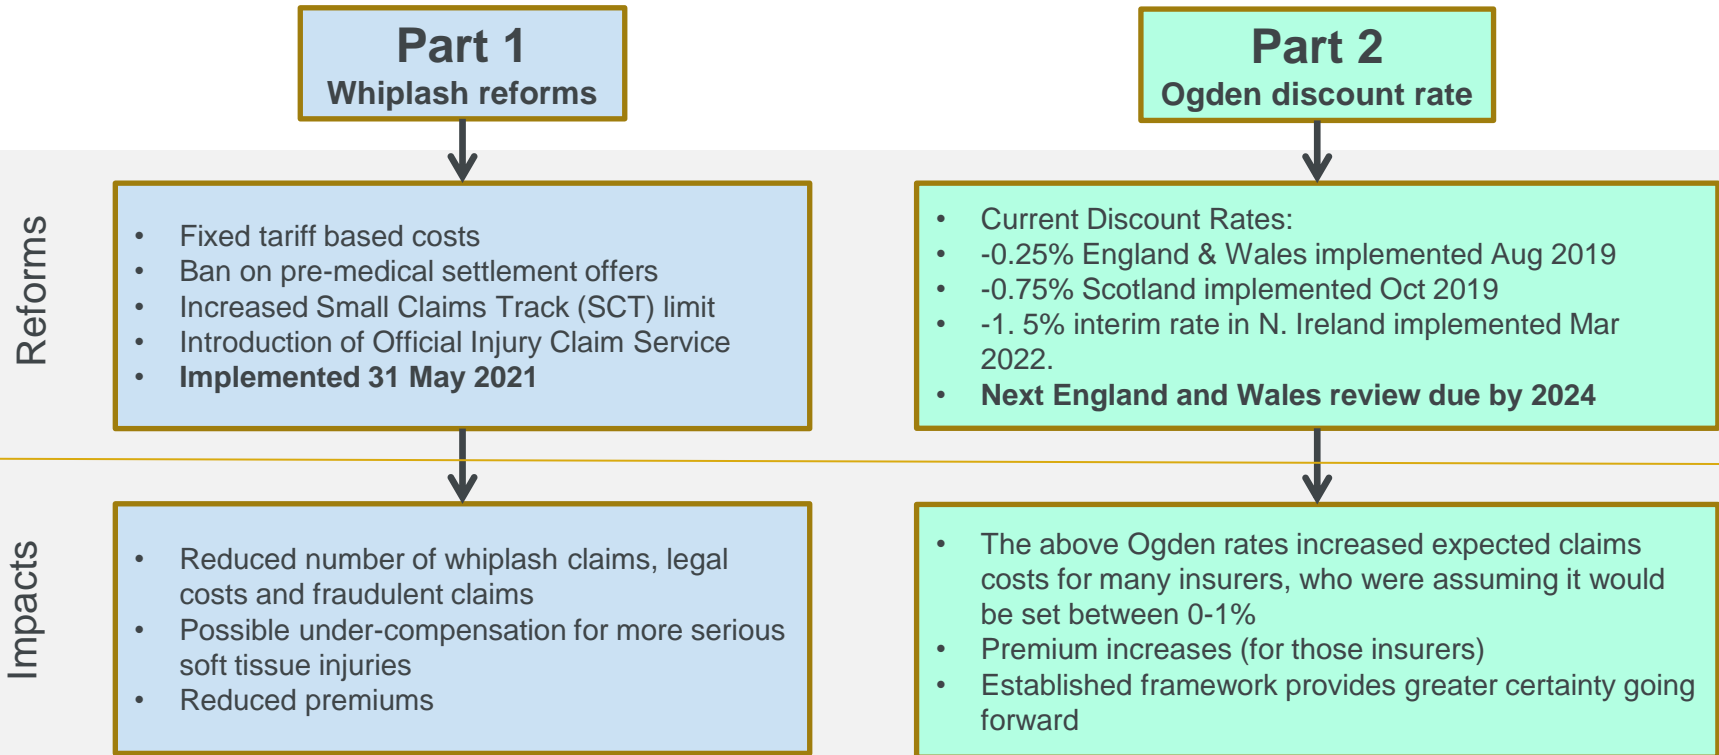 Part 1
Whiplash reforms
Part 2
Ogden discount rate
Reforms
• Fixed tariff based costs
• Ban on pre-medical settlement offers
• Increased Small Claims Track (SCT) limit
• Introduction of Official Injury Claim Service
• Implemented 31 May 2021
• Current Discount Rates:
• -0.25% England & Wales implemented Aug 2019
• -0.75% Scotland implemented Oct 2019
• -1. 5% interim rate in N. Ireland implemented Mar
2022.
• Next England and Wales review due by 2024
Impacts
• Reduced number of whiplash claims, legal
costs and fraudulent claims
• Possible under-compensation for more serious
soft tissue injuries
• Reduced premiums
• The above Ogden rates increased expected claims
costs for many insurers, who were assuming it would
be set between 0-1%
• Premium increases (for those insurers)
• Established framework provides greater certainty going
forward